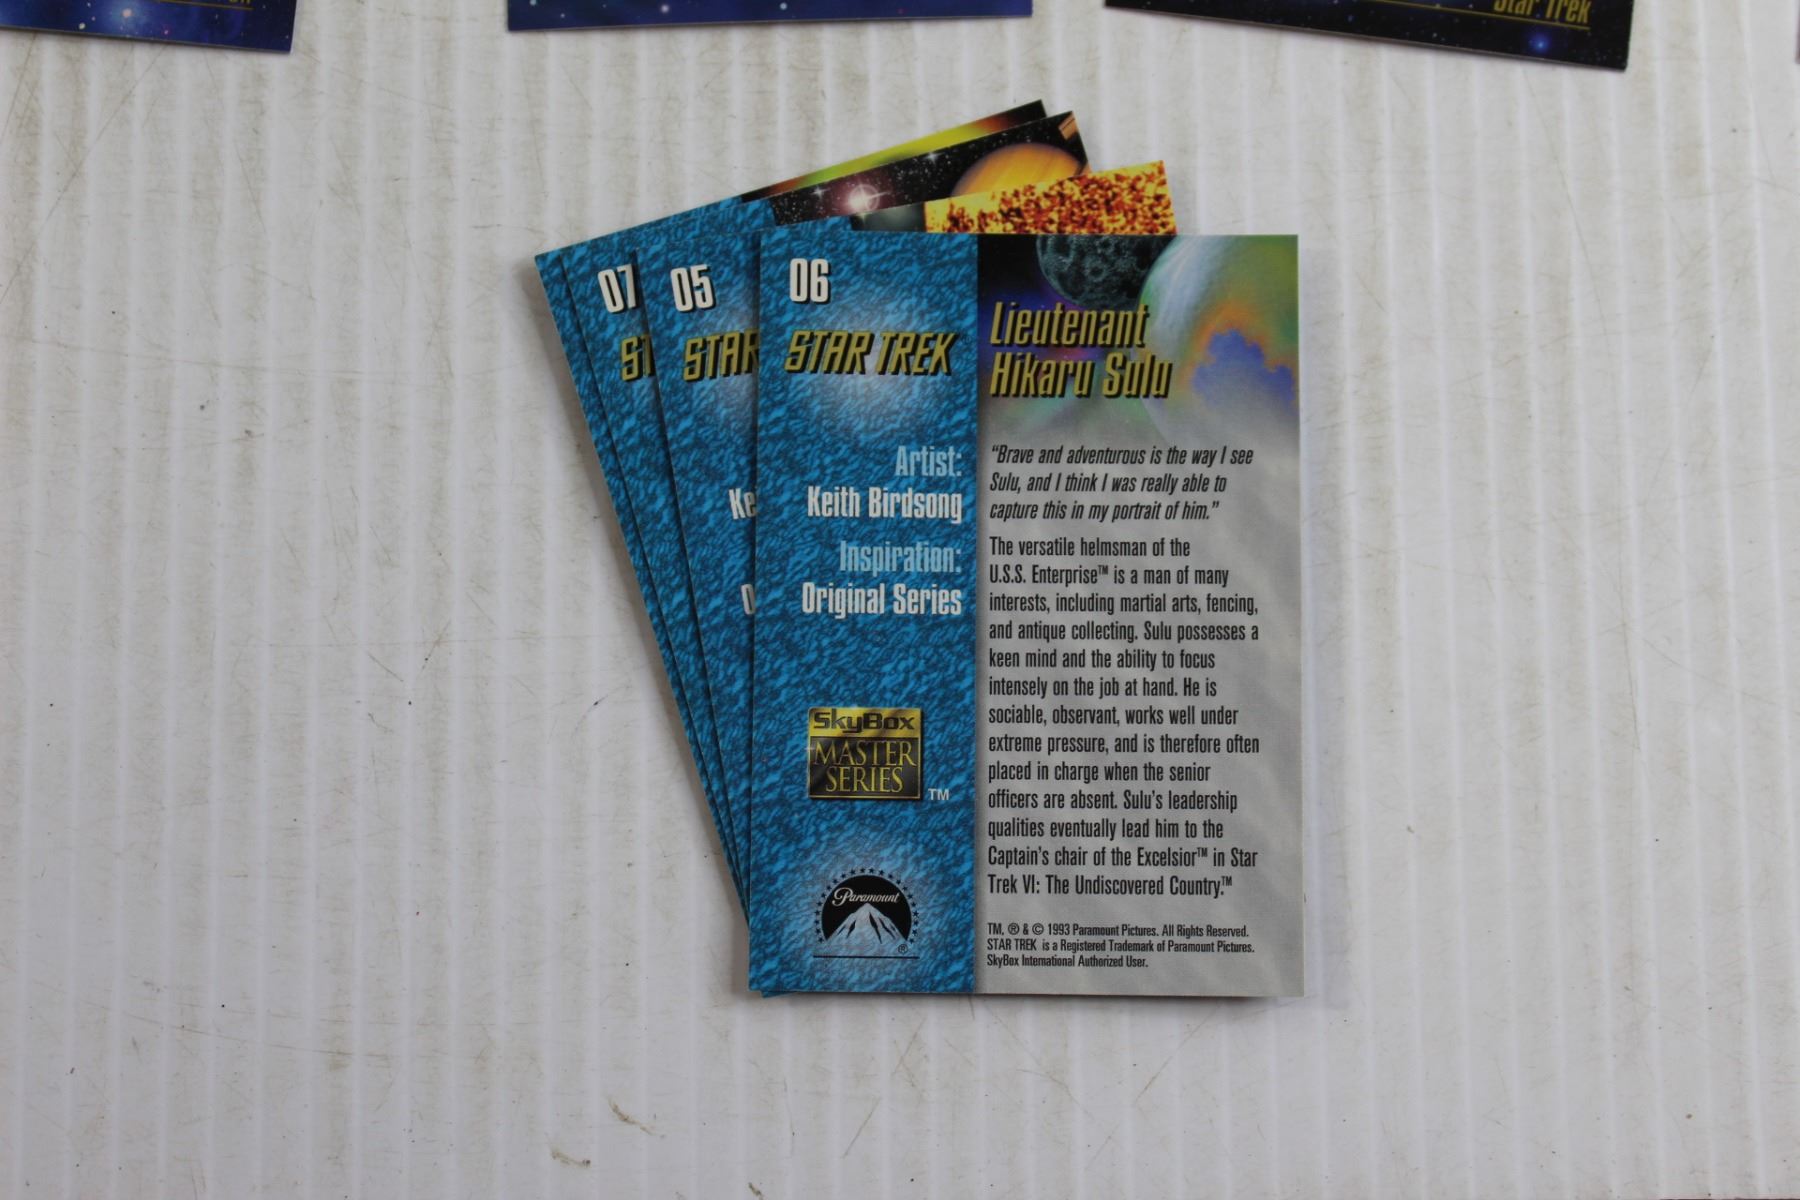 Star Trek
07
05
06
STAR TREK
Lieutenant
Hikaru Sulu
Artist:
Keith Birdsong
Inspiration:
Original Series
SkyBox
MASTER
SERIES
TM
Paramount
®
"Brave and adventurous is the way I see
Sulu, and I think I was really able to
capture this in my portrait of him."
The versatile helmsman of the
U.S.S. Enterprise™ is a man of many
interests, including martial arts, fencing,
and antique collecting. Sulu possesses a
keen mind and the ability to focus
intensely on the job at hand. He is
sociable, observant, works well under
extreme pressure, and is therefore often
placed in charge when the senior
officers are absent. Sulu's leadership
qualities eventually lead him to the
Captain's chair of the Excelsior™ in Star
Trek VI: The Undiscovered Country.™
TM, ® & © 1993 Paramount Pictures. All Rights Reserved.
STAR TREK is a Registered Trademark of Paramount Pictures.
SkyBox International Authorized User.